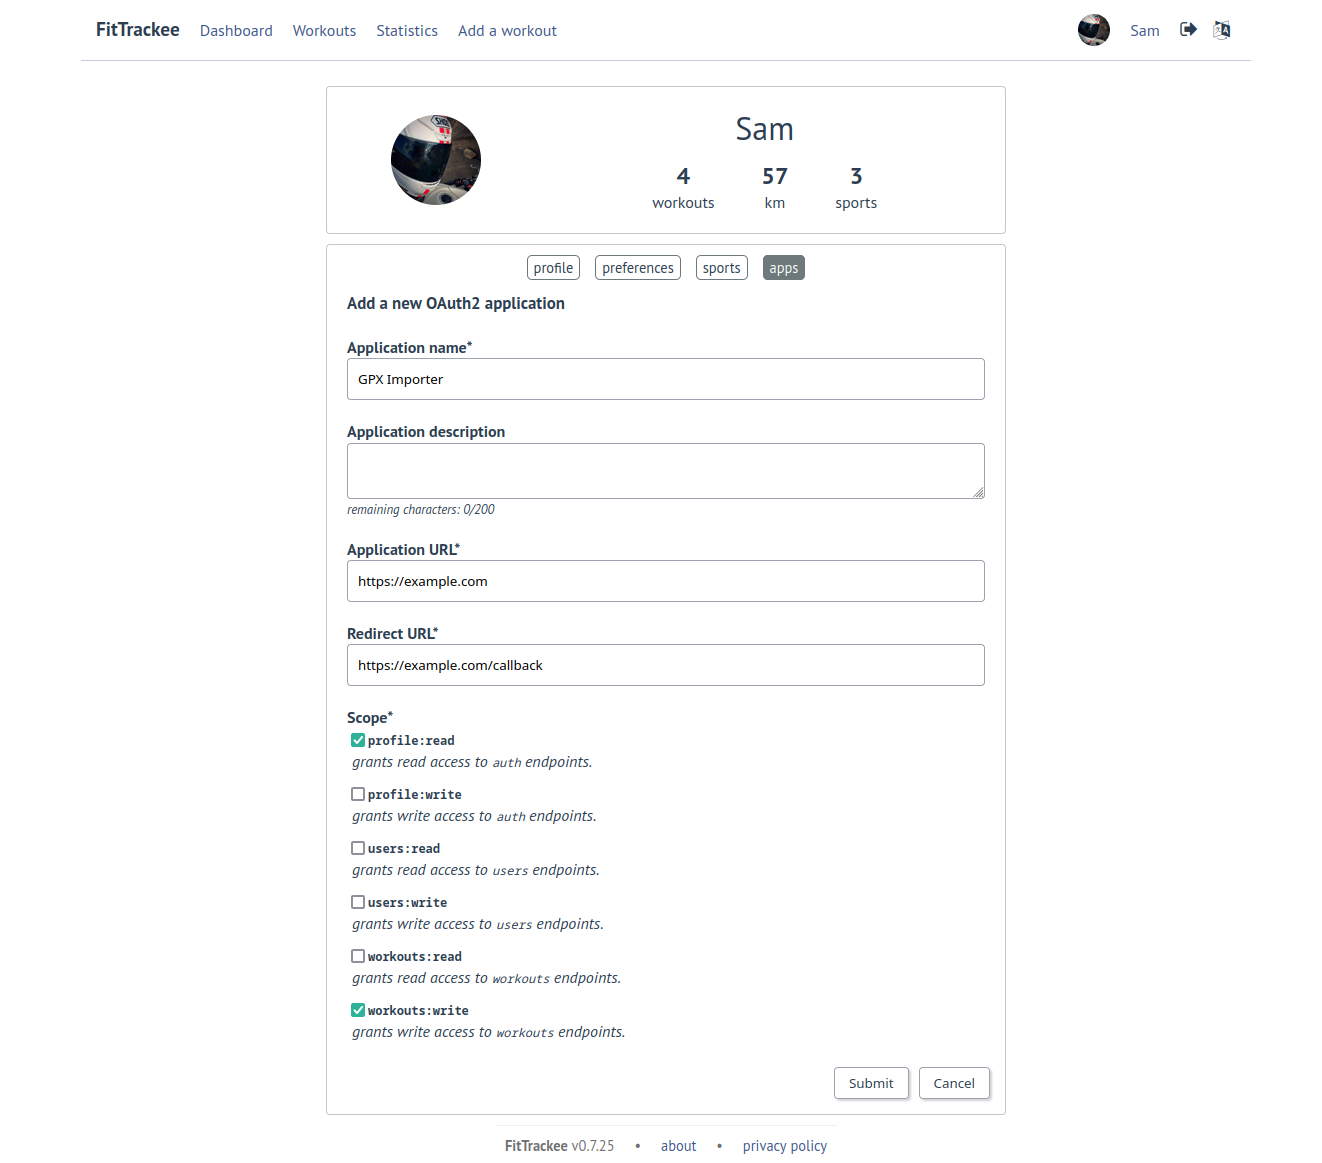 FitTrackee Dashboard Workouts Statistics Add a workout Sam
Sam
4 57 3
workouts km sports
profile preferences sports apps
Add a new OAuth2 application
Application name*
GPX Importer
Application description
remaining characters: 0/200
Application URL*
https://example.com
Redirect URL*
https://example.com/callback
Scope*
profile:read
grants read access to auth endpoints.
profile:write
grants write access to auth endpoints.
users:read
grants read access to users endpoints.
users:write
grants write access to users endpoints.
workouts:read
grants read access to workouts endpoints.
workouts:write
grants write access to workouts endpoints.
Submit Cancel
FitTrackee v0.7.25 • about • privacy policy